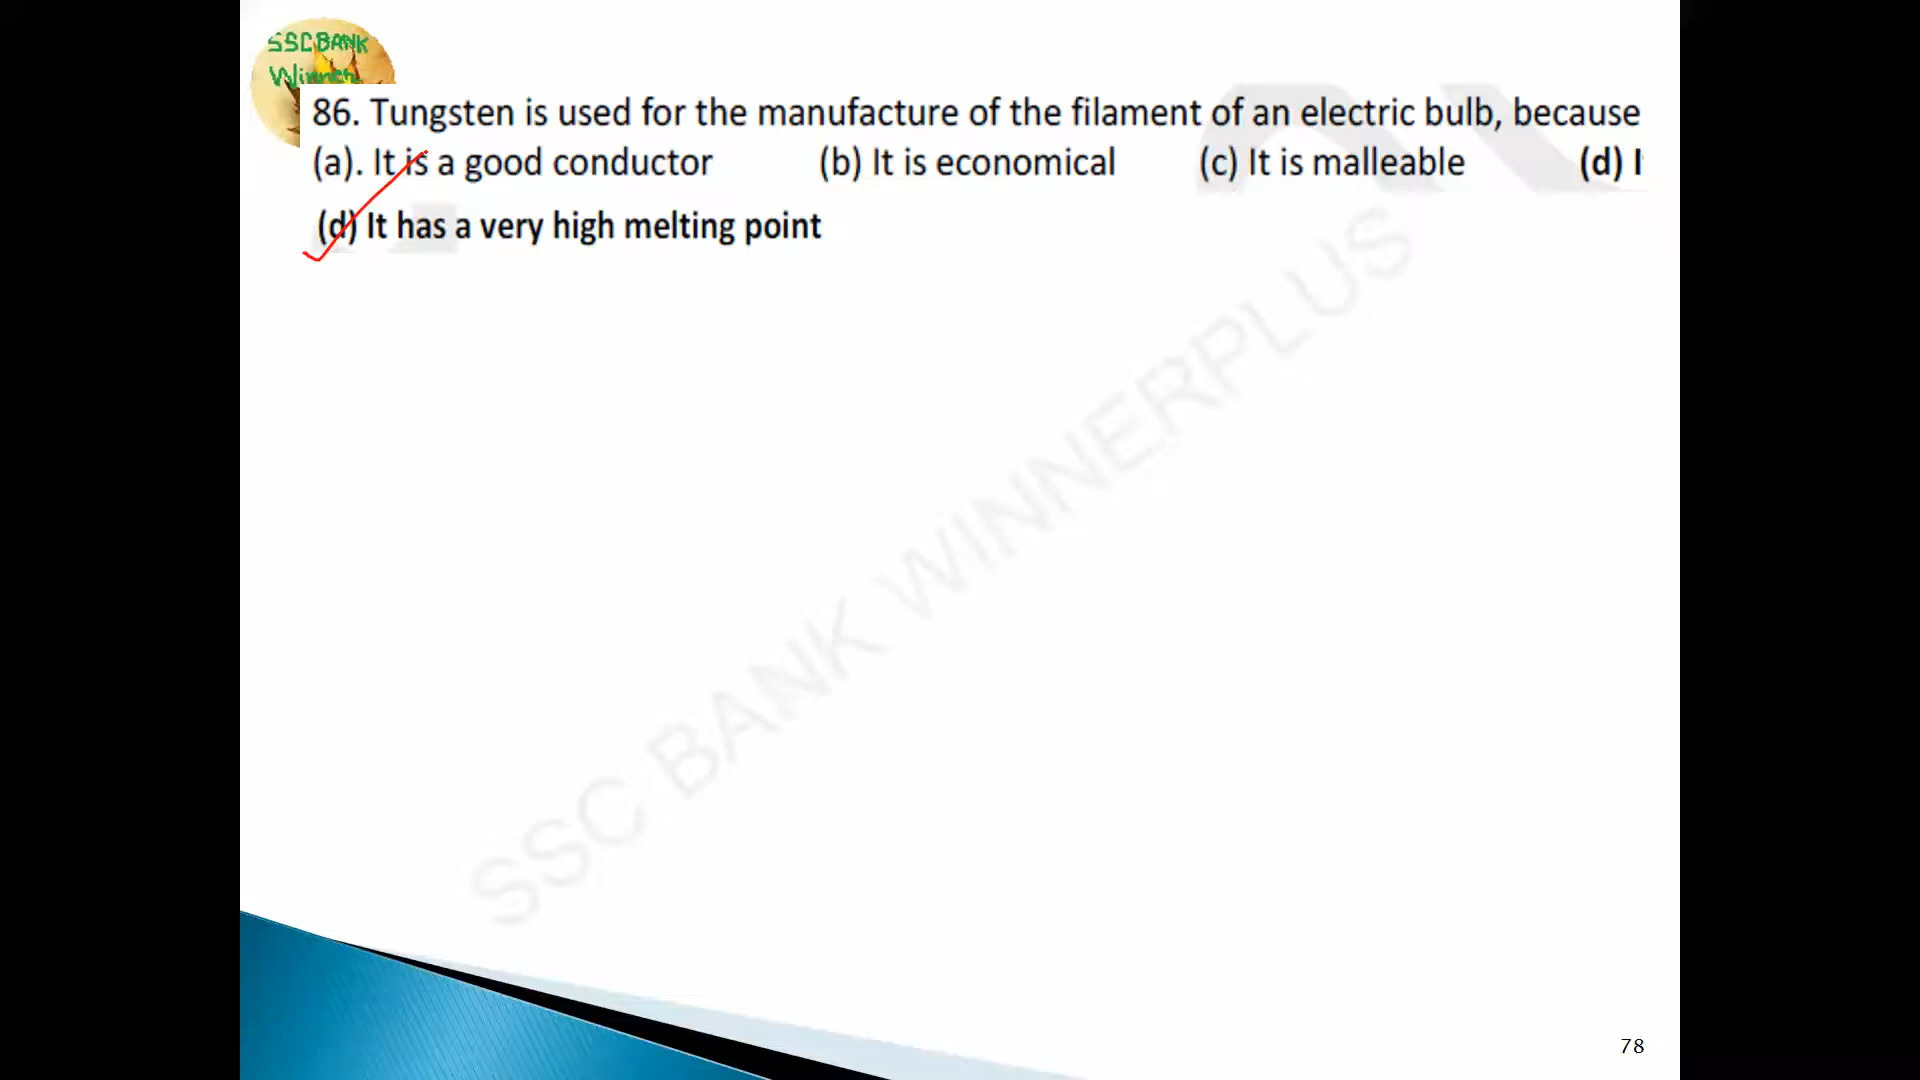 SSC BANK
Winner
86. Tungsten is used for the manufacture of the filament of an electric bulb, because
(a). It is a good conductor (b) It is economical (c) It is malleable (d) I
(d) It has a very high melting point
SSC BANK WINNERPLUS
78